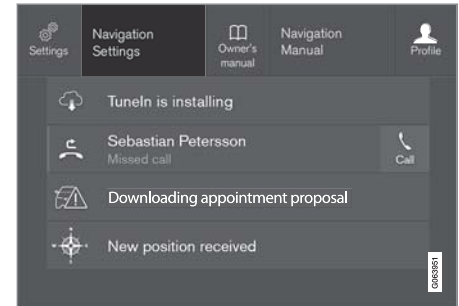 Settings
Navigation
Settings
Owner's
manual
Navigation
Manual
Profile
TuneIn is installing
Sebastian Petersson
Missed call
Call
Downloading appointment proposal
New position received
G063951